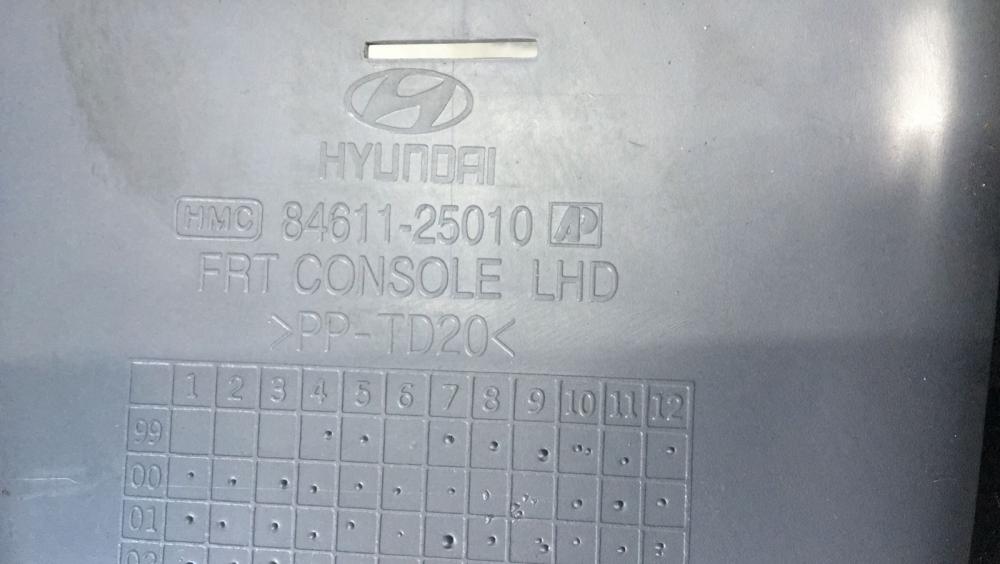 HYUNDAI
HMC 84611-25010 AP
FRT CONSOLE LHD
>PP-TD20<
1 2 3 4 5 6 7 8 9 10 11 12
99
00
01